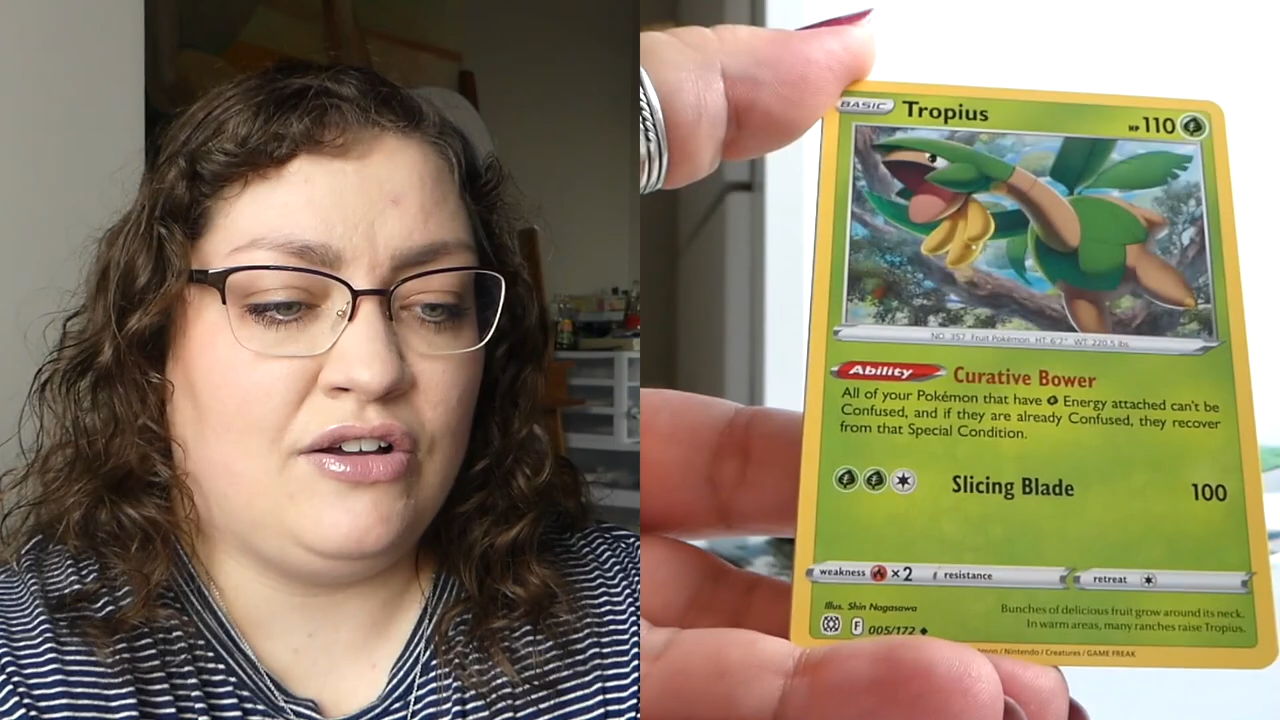 BASIC Tropius HP 110
NO. 357 Fruit Pokémon HT: 6'7" WT: 220.5 lbs.
Ability Curative Bower
All of your Pokémon that have Energy attached can't be
Confused, and if they are already Confused, they recover
from that Special Condition.
Slicing Blade 100
weakness ×2 resistance retreat
Illus. Shin Nagasawa
Bunches of delicious fruit grow around its neck.
In warm areas, many ranches raise Tropius.
F 005/172
/ Nintendo / Creatures / GAME FREAK